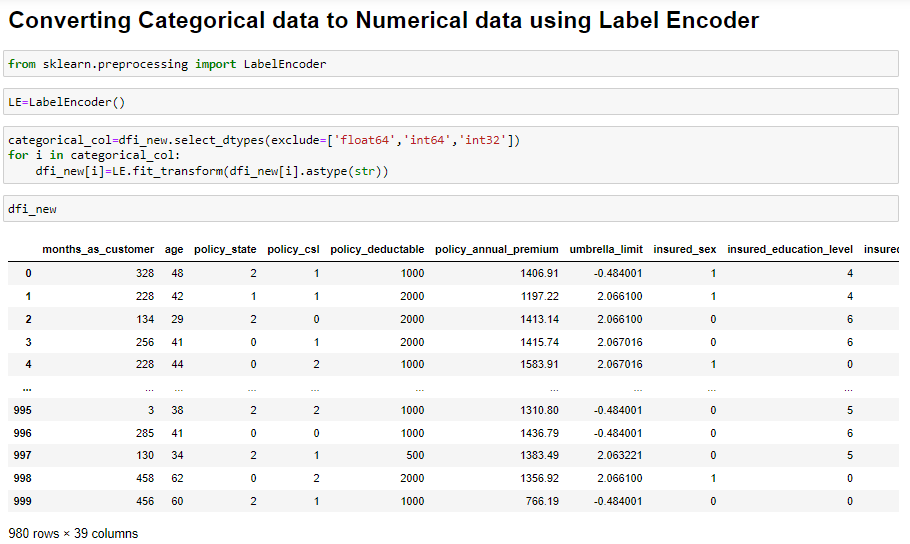 Converting Categorical data to Numerical data using Label Encoder
from sklearn.preprocessing import LabelEncoder
LE=LabelEncoder()
categorical_col=dfi_new.select_dtypes(exclude=['float64','int64','int32'])
for i in categorical_col:
    dfi_new[i]=LE.fit_transform(dfi_new[i].astype(str))
dfi_new
months_as_customer age policy_state policy_csl policy_deductable policy_annual_premium umbrella_limit insured_sex insured_education_level insured
0 328 48 2 1 1000 1406.91 -0.484001 1 4
1 228 42 1 1 2000 1197.22 2.066100 1 4
2 134 29 2 0 2000 1413.14 2.066100 0 6
3 256 41 0 1 2000 1415.74 2.067016 0 6
4 228 44 0 2 1000 1583.91 2.067016 1 0
... ... ... ... ... ... ... ... ... ...
995 3 38 2 2 1000 1310.80 -0.484001 0 5
996 285 41 0 0 1000 1436.79 -0.484001 0 6
997 130 34 2 1 500 1383.49 2.063221 0 5
998 458 62 0 2 2000 1356.92 2.066100 1 0
999 456 60 2 1 1000 766.19 -0.484001 0 0
980 rows × 39 columns